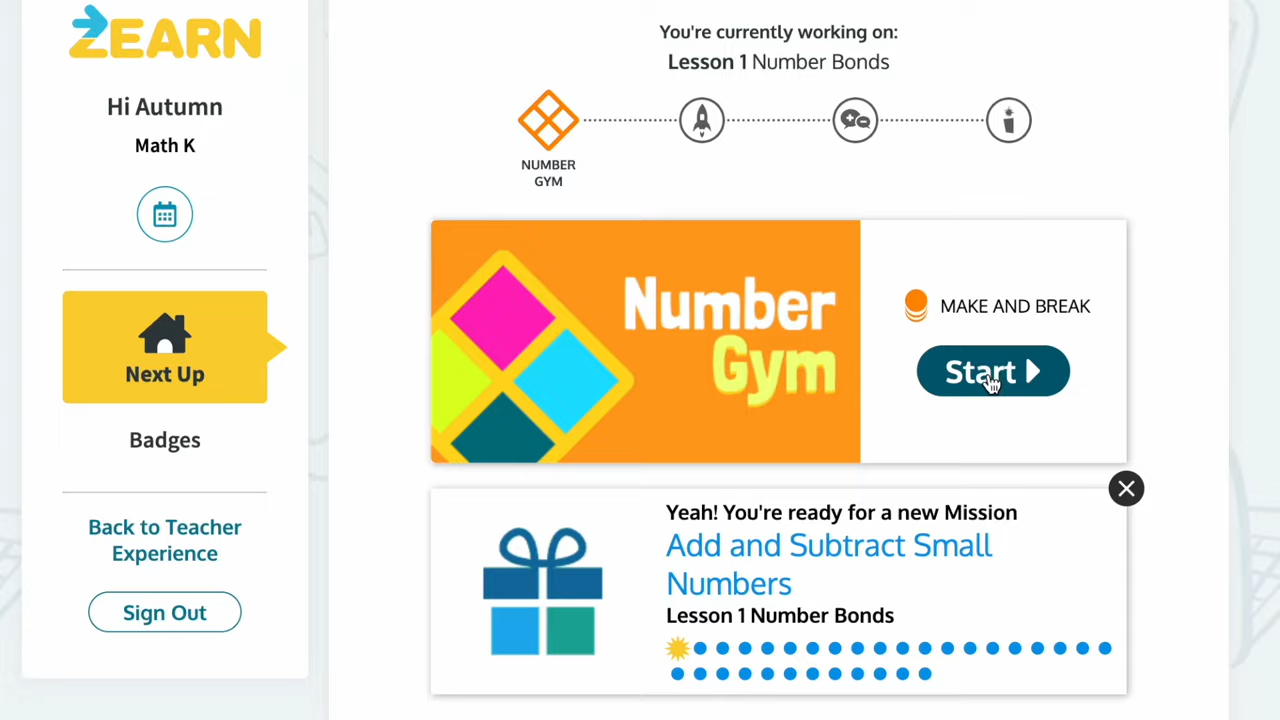 ZEARN
Hi Autumn
Math K
Next Up
Badges
Back to Teacher
Experience
Sign Out
You're currently working on:
Lesson 1 Number Bonds
NUMBER
GYM
Number
Gym
MAKE AND BREAK
Start
Yeah! You're ready for a new Mission
Add and Subtract Small
Numbers
Lesson 1 Number Bonds